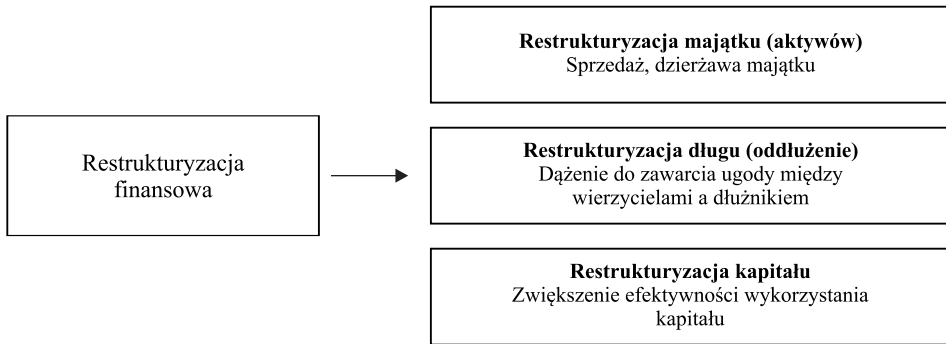 Restrukturyzacja
finansowa
Restrukturyzacja majątku (aktywów)
Sprzedaż, dzierżawa majątku
Restrukturyzacja długu (oddłużenie)
Dążenie do zawarcia ugody między
wierzycielami a dłużnikiem
Restrukturyzacja kapitału
Zwiększenie efektywności wykorzystania
kapitału